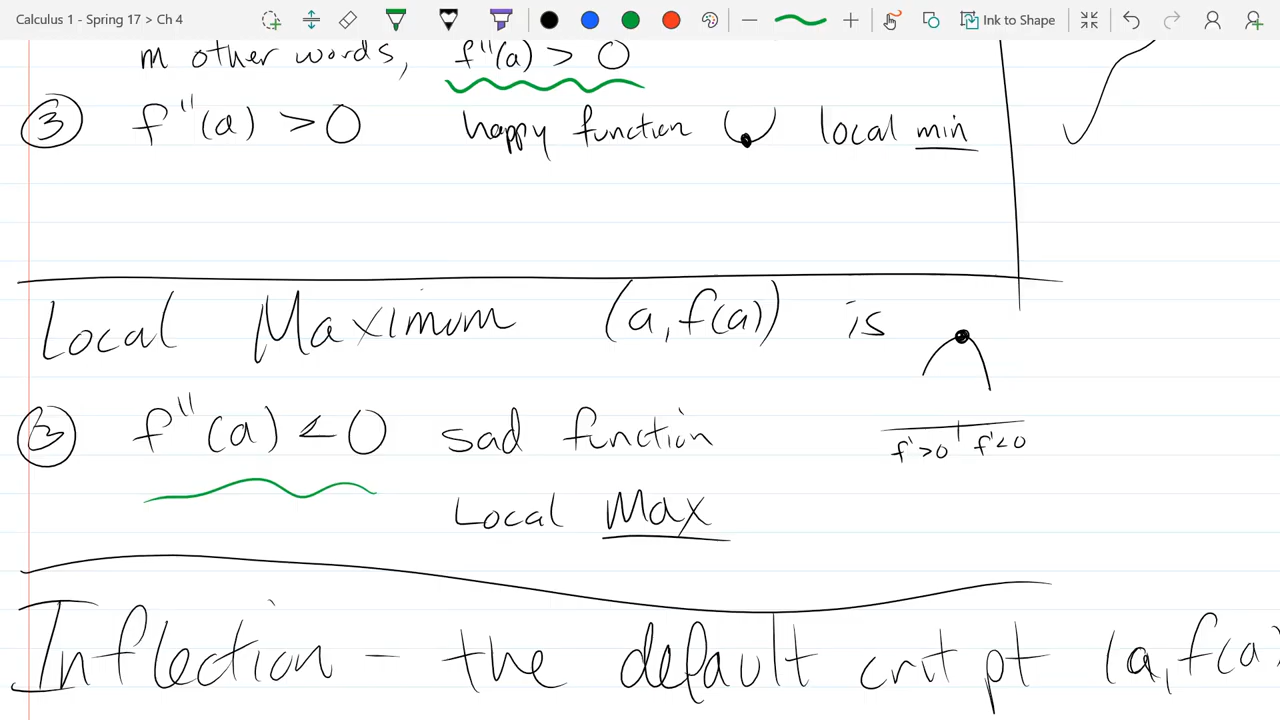 Calculus 1 - Spring 17 > Ch 4
Ink to Shape
in other words, f''(a) > 0
③ f''(a) > 0 happy function local min
Local Maximum (a, f(a)) is
② f''(a) < 0 sad function
f'>0 f'<0
Local Max
Inflection - the default crit pt (a, f(a)